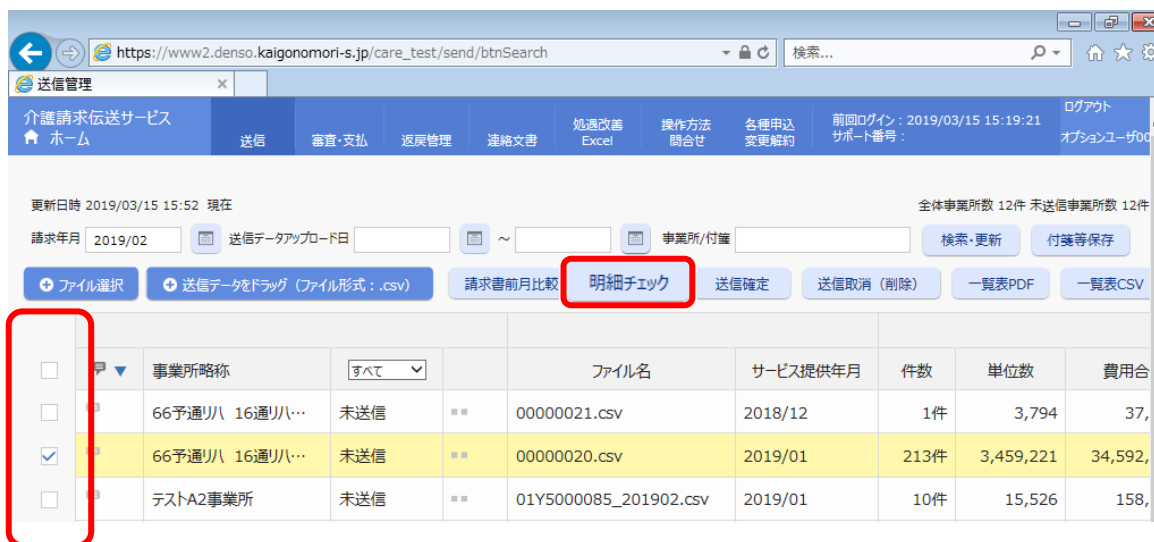 https://www2.denso.kaigonomori-s.jp/care_test/send/btnSearch 検索...
送信管理 ×
介護請求伝送サービス
ホーム 送信 審査・支払 返戻管理 連絡文書 処遇改善 Excel 操作方法 問合せ 各種申込 変更解約 前回ログイン：2019/03/15 15:19:21 サポート番号： ログアウト オプションユーザ00
更新日時 2019/03/15 15:52 現在 全体事業所数 12件 未送信事業所数 12件
請求年月 2019/02 送信データアップロード日 ～ 事業所/付箋 検索・更新 付箋等保存
ファイル選択 送信データをドラッグ（ファイル形式：.csv） 請求書前月比較 明細チェック 送信確定 送信取消（削除） 一覧表PDF 一覧表CSV
事業所略称 すべて ファイル名 サービス提供年月 件数 単位数 費用合
66予通リハ 16通リハ… 未送信 00000021.csv 2018/12 1件 3,794 37,
66予通リハ 16通リハ… 未送信 00000020.csv 2019/01 213件 3,459,221 34,592,
テストA2事業所 未送信 01Y5000085_201902.csv 2019/01 10件 15,526 158,